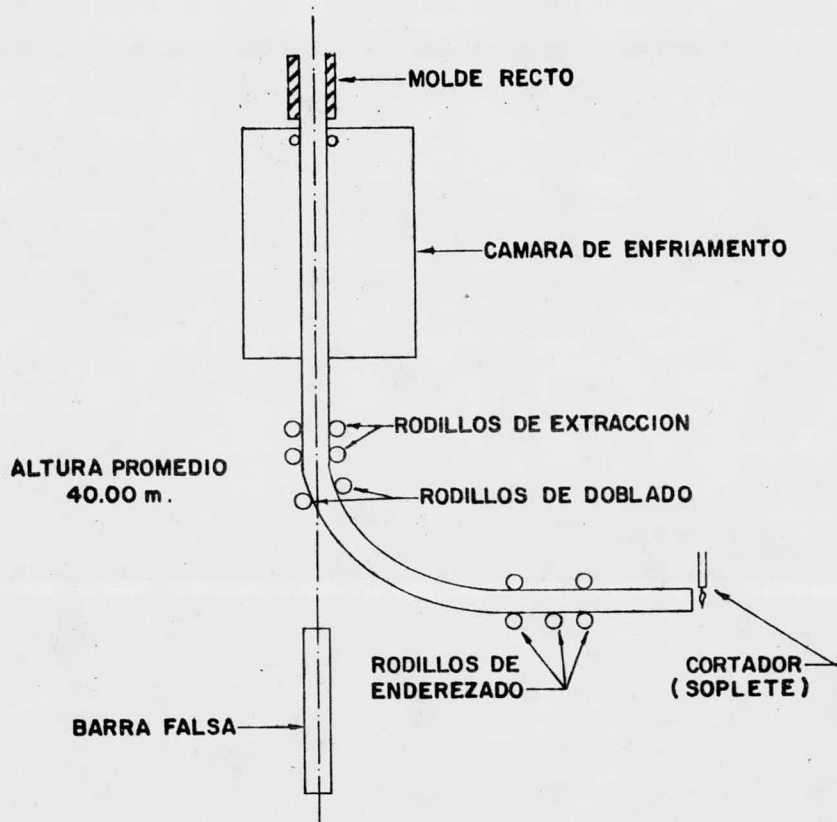 MOLDE RECTO
CAMARA DE ENFRIAMENTO
RODILLOS DE EXTRACCION
ALTURA PROMEDIO
40.00 m.
RODILLOS DE DOBLADO
RODILLOS DE
ENDEREZADO
CORTADOR
(SOPLETE)
BARRA FALSA